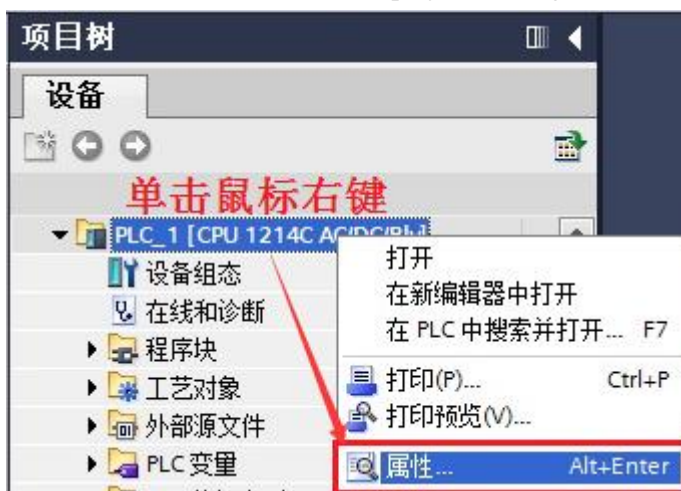 项目树
设备
单击鼠标右键
PLC_1 [CPU 1214C AC/DC/Rly]
设备组态
在线和诊断
程序块
工艺对象
外部源文件
PLC 变量
打开
在新编辑器中打开
在 PLC 中搜索并打开... F7
打印(P)... Ctrl+P
打印预览(V)...
属性... Alt+Enter